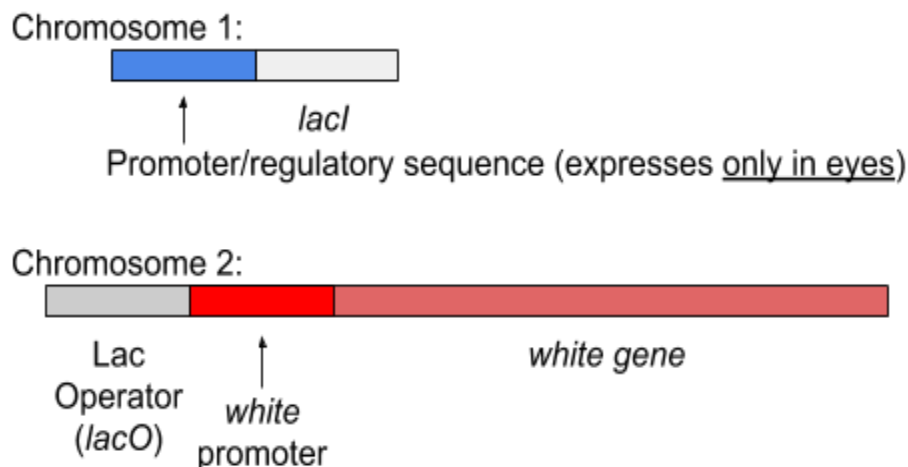 Chromosome 1:
lacI
Promoter/regulatory sequence (expresses only in eyes)
Chromosome 2:
Lac
Operator
(lacO)
white
promoter
white gene